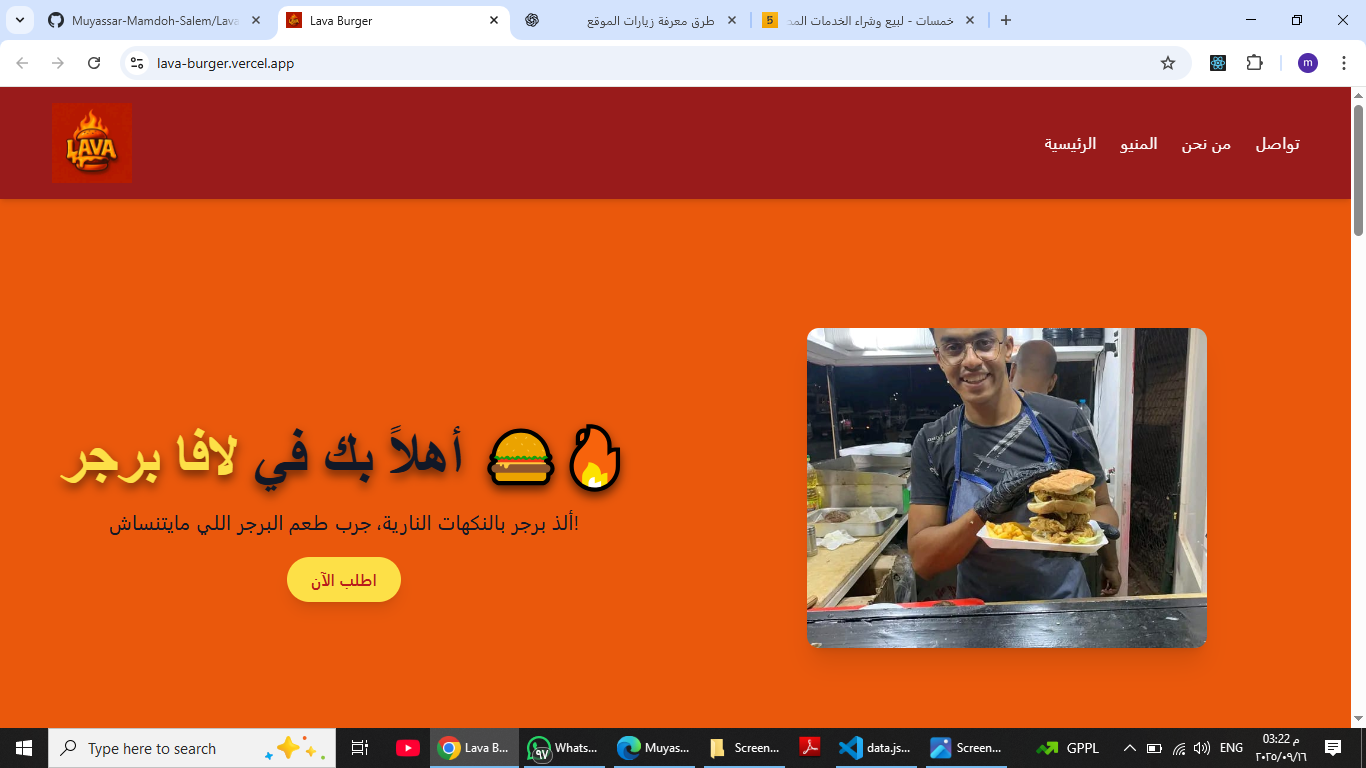 Muyassar-Mamdoh-Salem/Lava
Lava Burger
طرق معرفة زيارات الموقع
خمسات - لبيع وشراء الخدمات المص
5
lava-burger.vercel.app
m
LAVA
الرئيسية المنيو من نحن تواصل
أهلاً بك في لافا برجر 🍔🔥
ألذ برجر بالنكهات النارية، جرب طعم البرجر اللي مايتنساش!
اطلب الآن
Type here to search
Lava B...
Whats...
٩٧
Muyas...
Screen...
data.js...
Screen...
GPPL
ENG
03:22 م
٢٠٢٥/٠٩/١٦